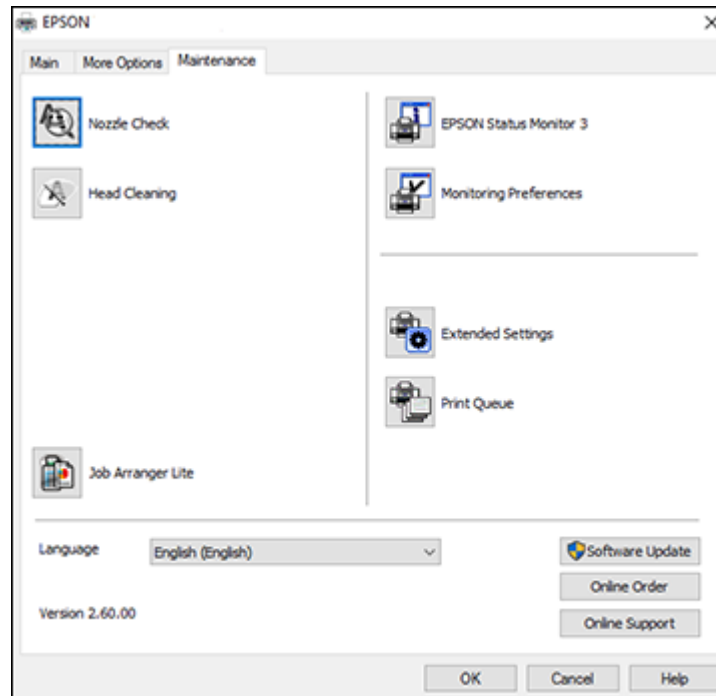 EPSON
Main More Options Maintenance
Nozzle Check
Head Cleaning
Job Arranger Lite
EPSON Status Monitor 3
Monitoring Preferences
Extended Settings
Print Queue
Language English (English)
Version 2.60.00
Software Update
Online Order
Online Support
OK Cancel Help